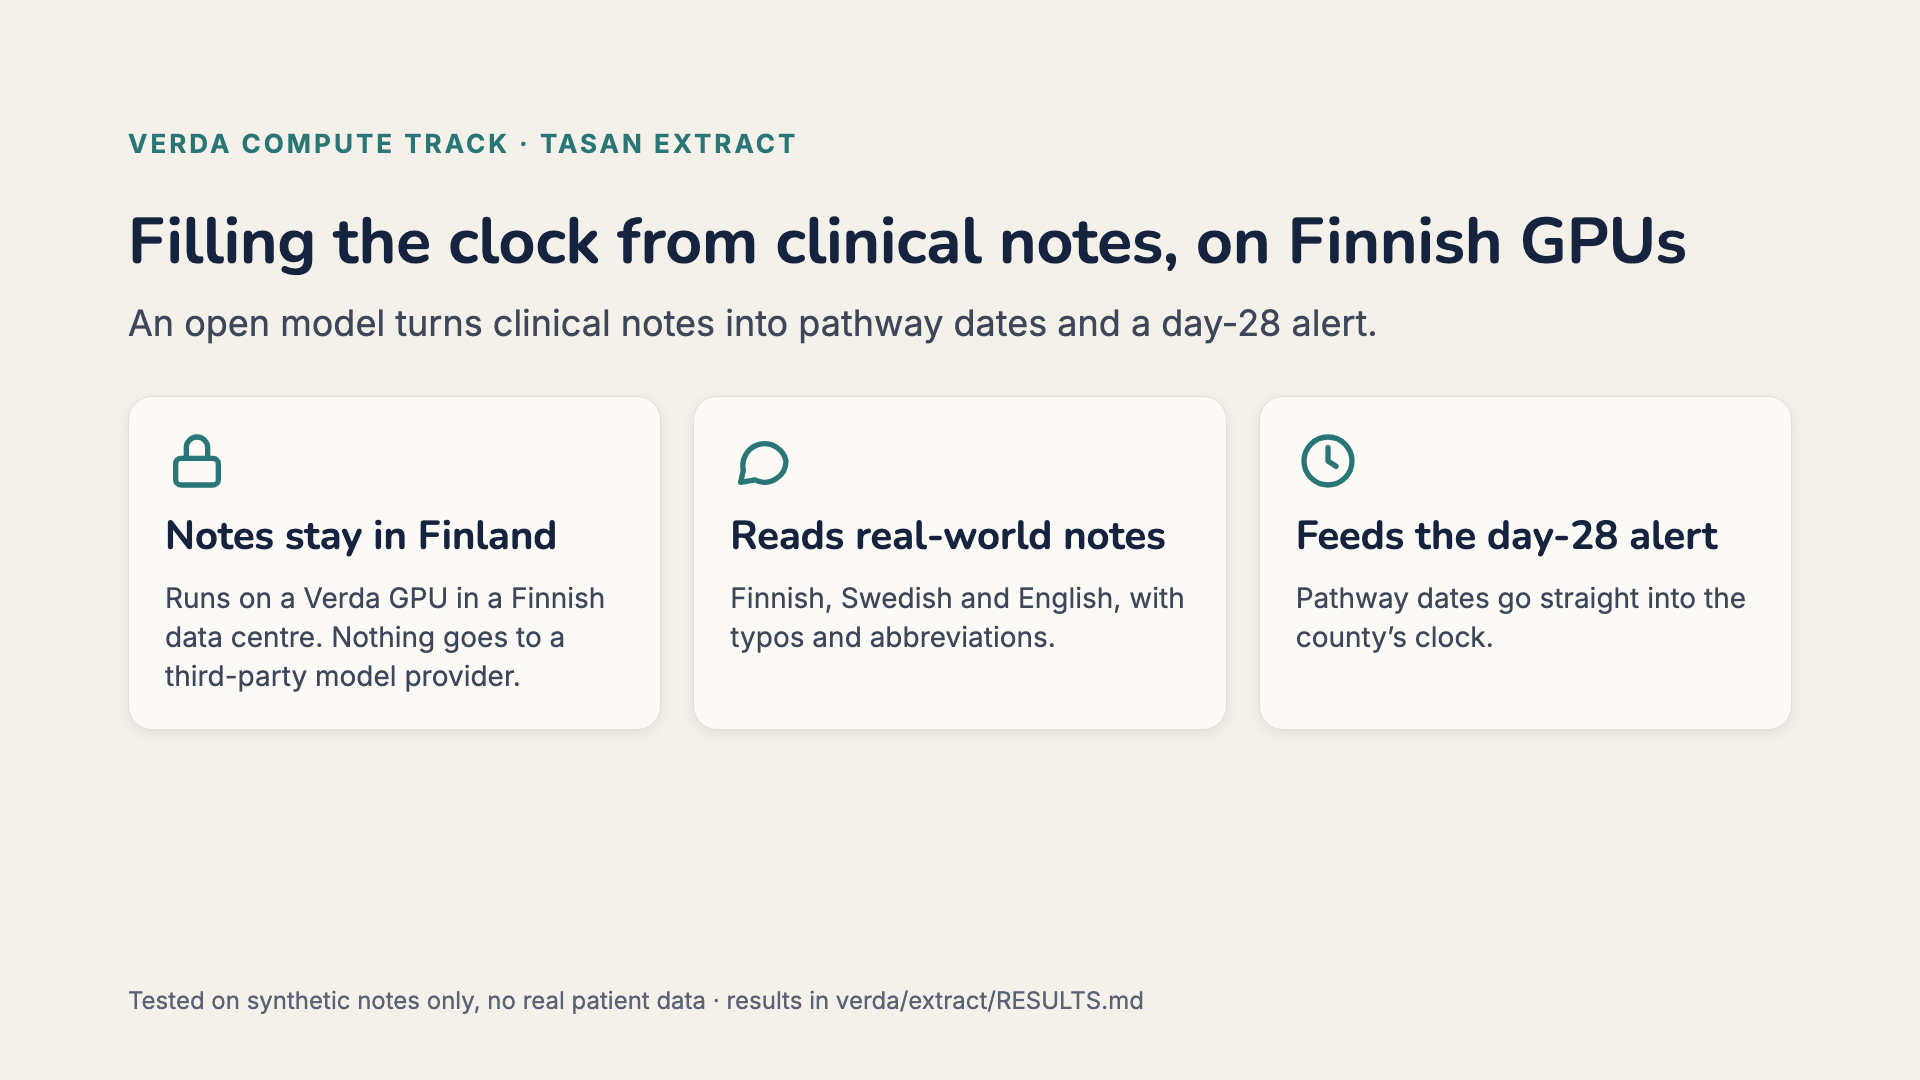 VERDA COMPUTE TRACK · TASAN EXTRACT
Filling the clock from clinical notes, on Finnish GPUs
An open model turns clinical notes into pathway dates and a day-28 alert.
Notes stay in Finland
Runs on a Verda GPU in a Finnish
data centre. Nothing goes to a
third-party model provider.
Reads real-world notes
Finnish, Swedish and English, with
typos and abbreviations.
Feeds the day-28 alert
Pathway dates go straight into the
county’s clock.
Tested on synthetic notes only, no real patient data · results in verda/extract/RESULTS.md